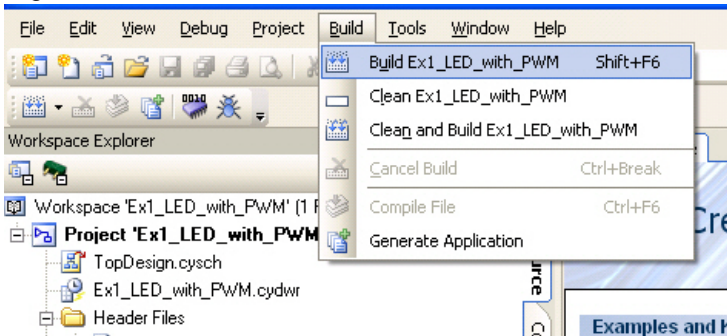 File Edit View Debug Project Build Tools Window Help
Build Ex1_LED_with_PWM Shift+F6
Clean Ex1_LED_with_PWM
Clean and Build Ex1_LED_with_PWM
Cancel Build Ctrl+Break
Compile File Ctrl+F6
Generate Application
Workspace Explorer
Workspace 'Ex1_LED_with_PWM' (1
Project 'Ex1_LED_with_PWM
TopDesign.cysch
Ex1_LED_with_PWM.cydwr
Header Files
Cre
Examples and